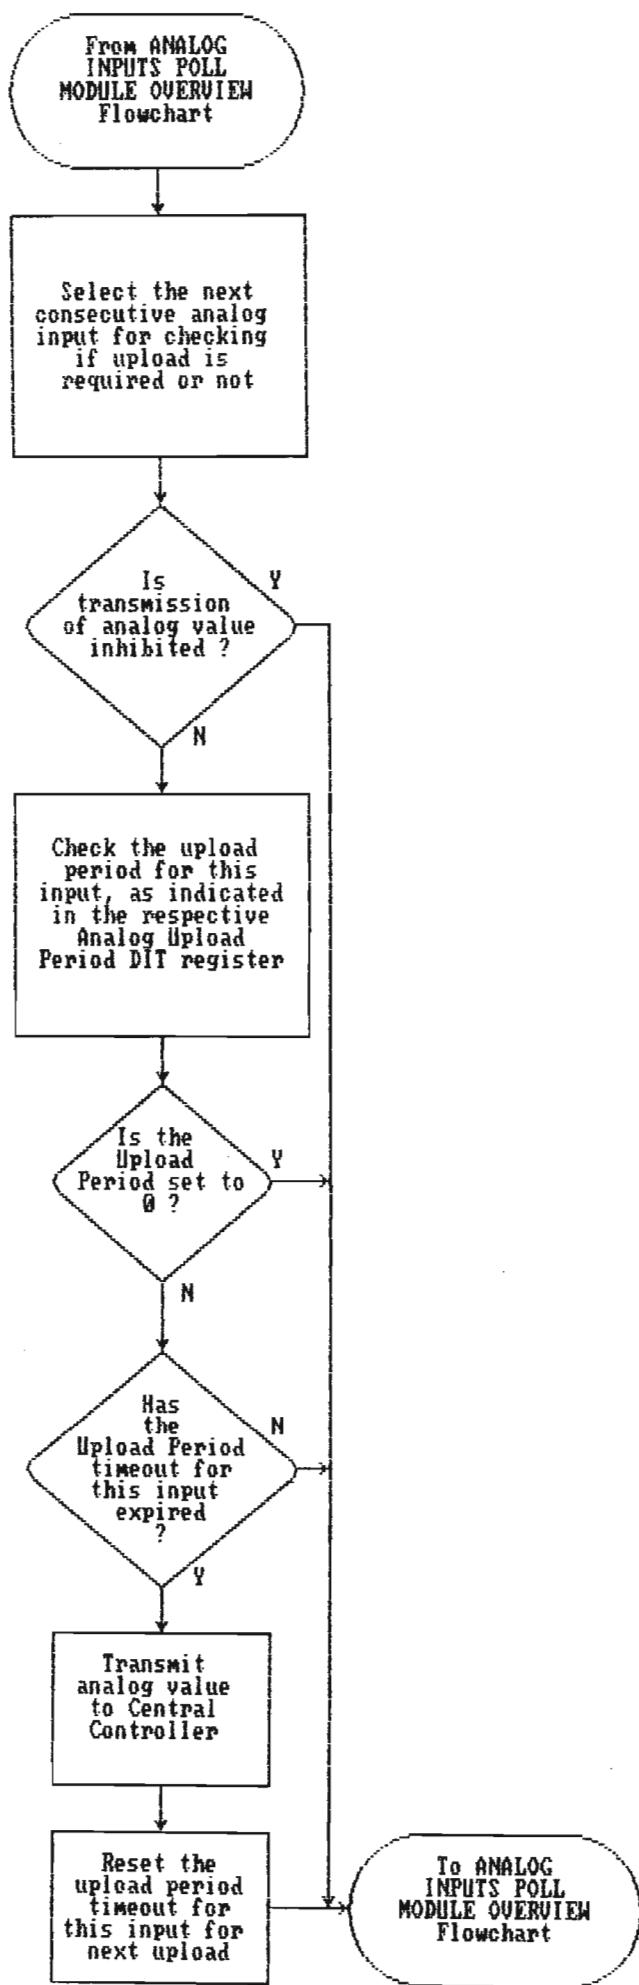 From ANALOG
INPUTS POLL
MODULE OVERVIEW
Flowchart
Select the next
consecutive analog
input for checking
if upload is
required or not
Is
transmission
of analog value
inhibited ?
Y
N
Check the upload
period for this
input, as indicated
in the respective
Analog Upload
Period DIT register
Is the
Upload
Period set to
0 ?
Y
N
Has
the
Upload Period
timeout for
this input
expired
?
N
Y
Transmit
analog value
to Central
Controller
Reset the
upload period
timeout for
this input for
next upload
To ANALOG
INPUTS POLL
MODULE OVERVIEW
Flowchart